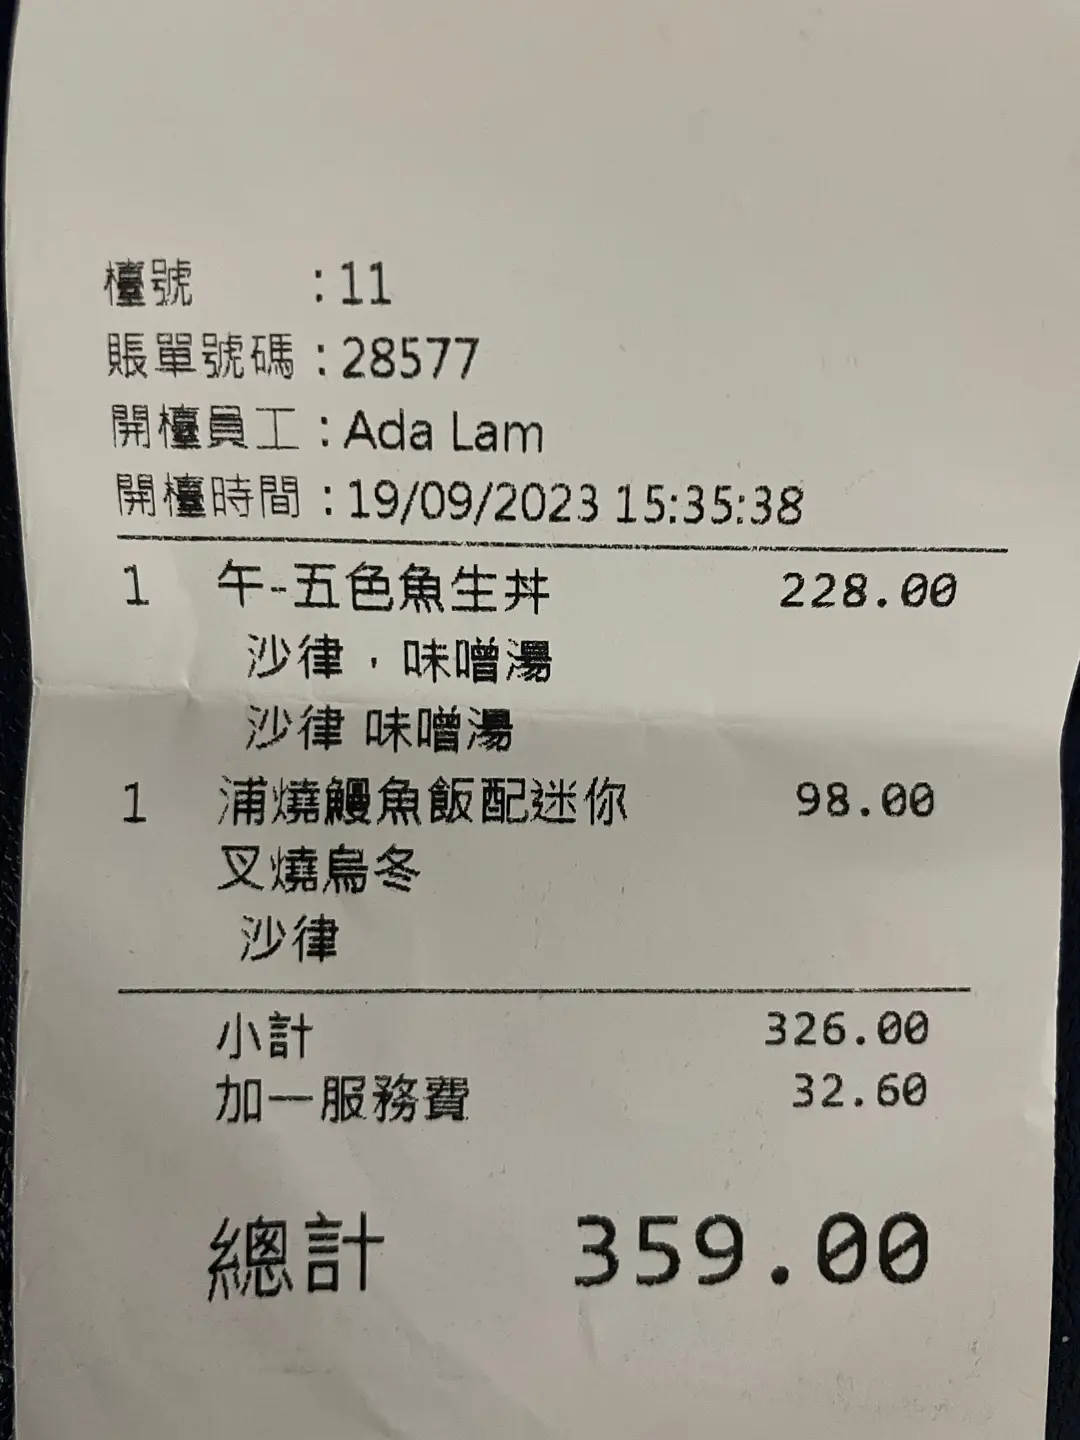 檯號 :11
賬單號碼 :28577
開檯員工 :Ada Lam
開檯時間 :19/09/2023 15:35:38
1 午-五色魚生丼 228.00
沙律，味噌湯
沙律 味噌湯
1 浦燒鰻魚飯配迷你 98.00
叉燒烏冬
沙律
小計 326.00
加一服務費 32.60
總計 359.00